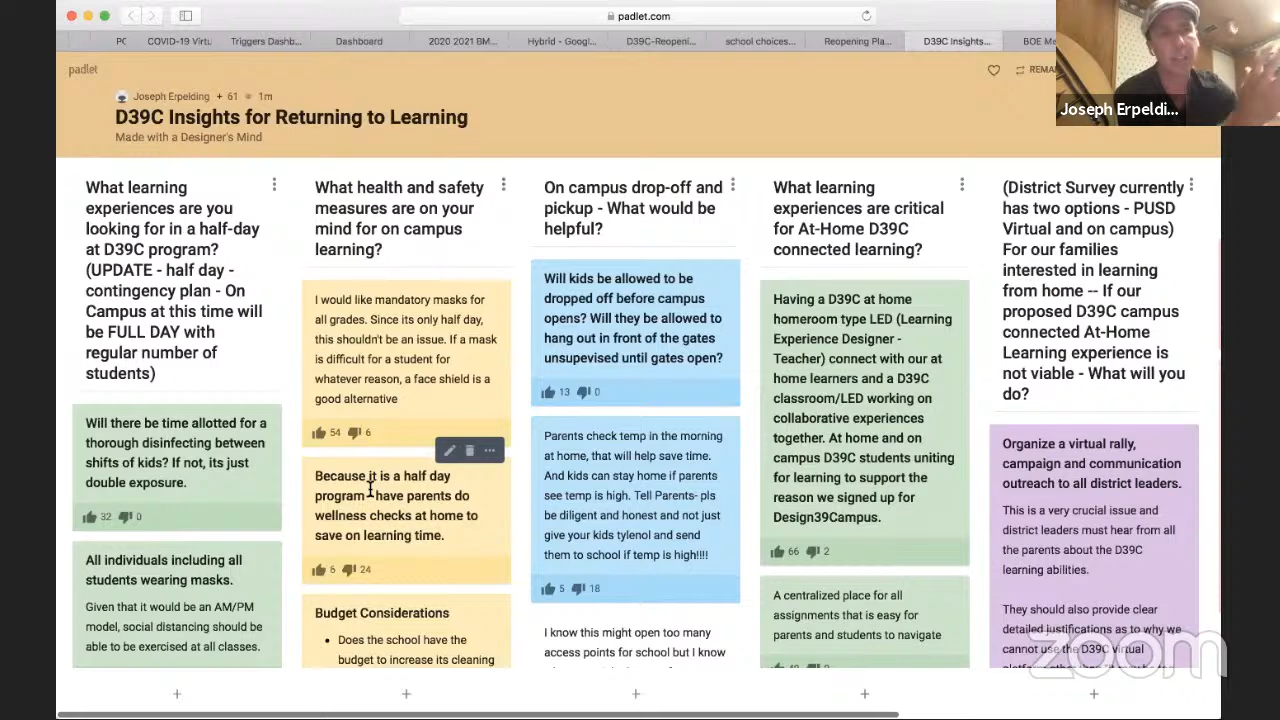 padlet.com
PC
COVID-19 Virtu
Triggers Dashb...
Dashboard
2020 2021 BM...
Hybrid - Googl...
D39C-Reopeni...
school choices...
Reopening Pla...
D39C Insights...
BOE Me
padlet
REMA
Joseph Erpelding + 61 1m
D39C Insights for Returning to Learning
Made with a Designer's Mind
Joseph Erpeldi...
What learning
experiences are you
looking for in a half-day
at D39C program?
(UPDATE - half day -
contingency plan - On
Campus at this time will
be FULL DAY with
regular number of
students)
Will there be time allotted for a
thorough disinfecting between
shifts of kids? If not, its just
double exposure.
32 0
All individuals including all
students wearing masks.
Given that it would be an AM/PM
model, social distancing should be
able to be exercised at all classes.
What health and safety
measures are on your
mind for on campus
learning?
I would like mandatory masks for
all grades. Since its only half day,
this shouldn't be an issue. If a mask
is difficult for a student for
whatever reason, a face shield is a
good alternative
54 6
Because it is a half day
program - have parents do
wellness checks at home to
save on learning time.
6 24
Budget Considerations
• Does the school have the
budget to increase its cleaning
On campus drop-off and
pickup - What would be
helpful?
Will kids be allowed to be
dropped off before campus
opens? Will they be allowed to
hang out in front of the gates
unsupevised until gates open?
13 0
Parents check temp in the morning
at home, that will help save time.
And kids can stay home if parents
see temp is high. Tell Parents- pls
be diligent and honest and not just
give your kids tylenol and send
them to school if temp is high!!!!
5 18
I know this might open too many
access points for school but I know
What learning
experiences are critical
for At-Home D39C
connected learning?
Having a D39C at home
homeroom type LED (Learning
Experience Designer -
Teacher) connect with our at
home learners and a D39C
classroom/LED working on
collaborative experiences
together. At home and on
campus D39C students uniting
for learning to support the
reason we signed up for
Design39Campus.
66 2
A centralized place for all
assignments that is easy for
parents and students to navigate
(District Survey currently
has two options - PUSD
Virtual and on campus)
For our families
interested in learning
from home -- If our
proposed D39C campus
connected At-Home
Learning experience is
not viable - What will you
do?
Organize a virtual rally,
campaign and communication
outreach to all district leaders.
This is a very crucial issue and
district leaders must hear from all
the parents about the D39C
learning abilities.
They should also provide clear
detailed justifications as to why we
cannot use the D39C virtual
zoom